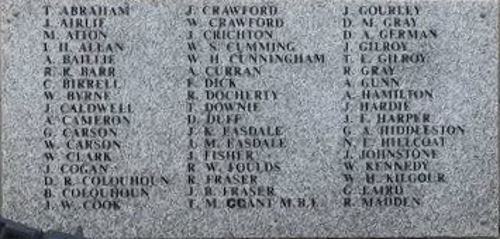 T. ABRAHAM
J. AIRLIE
M. AITON
I. H. ALLAN
A. BAILLIE
R. R. BARR
C. BIRRELL
W. BYRNE
J. CALDWELL
A. CAMERON
G. CARSON
W. CARSON
W. CLARK
J. COGAN
D. R. COLQUHOUN
B. COLQUHOUN
J. W. COOK
J. CRAWFORD
W. CRAWFORD
J. CRICHTON
W. S. CUMMING
W. H. CUNNINGHAM
A. CURRAN
F. DICK
R. DOCHERTY
T. DOWNIE
D. DUFF
J. K. EASDALE
J. M. EASDALE
J. FISHER
R. W. FOULDS
R. FRASER
J. B. FRASER
T. M. GRANT M.B.E.
J. GOURLEY
D. M. GRAY
D. A. GERMAN
J. GILROY
T. E. GILROY
R. GRAY
A. GUNN
C. HAMILTON
J. HARDIE
J. F. HARPER
G. A. HIDDLESTON
N. E. HILLCOAT
J. JOHNSTONE
W. KENNEDY
W. H. KILGOUR
G. LAIRD
R. MADDEN